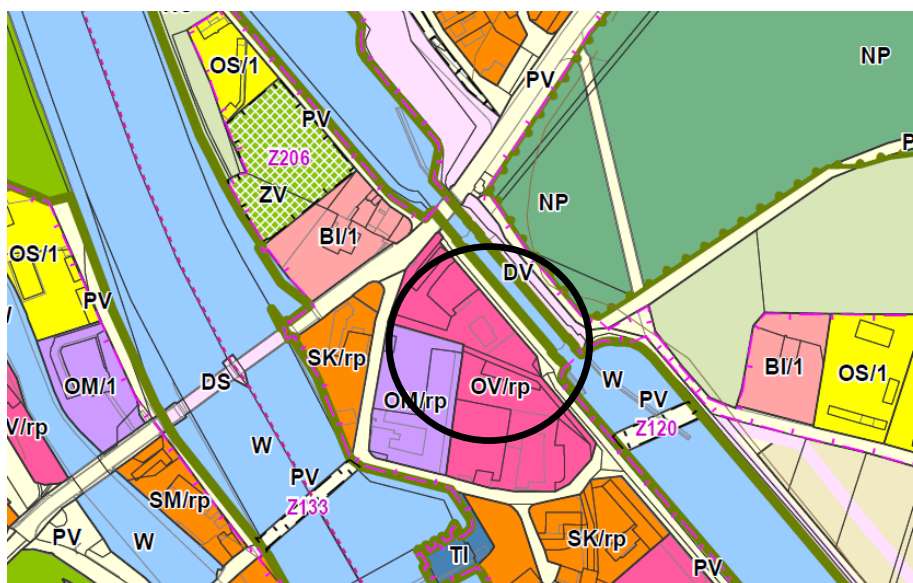 OS/1
PV
NP
PV
Z206
ZV
NP
BI/1
OS/1
DV
PV
W
SK/rp
BI/1
OS/1
OM/1
DS
OM/rp
OV/rp
W
PV
V/rp
Z120
W
PV
SM/rp
Z133
PV
W
SK/rp
TI
PV